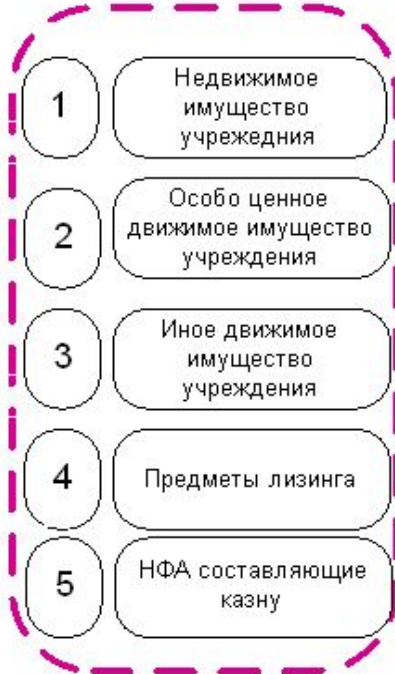 1
Недвижимое
имущество
учрежедния
2
Особо ценное
движимое имущество
учреждения
3
Иное движимое
имущество
учреждения
4
Предметы лизинга
5
НФА составляющие
казну